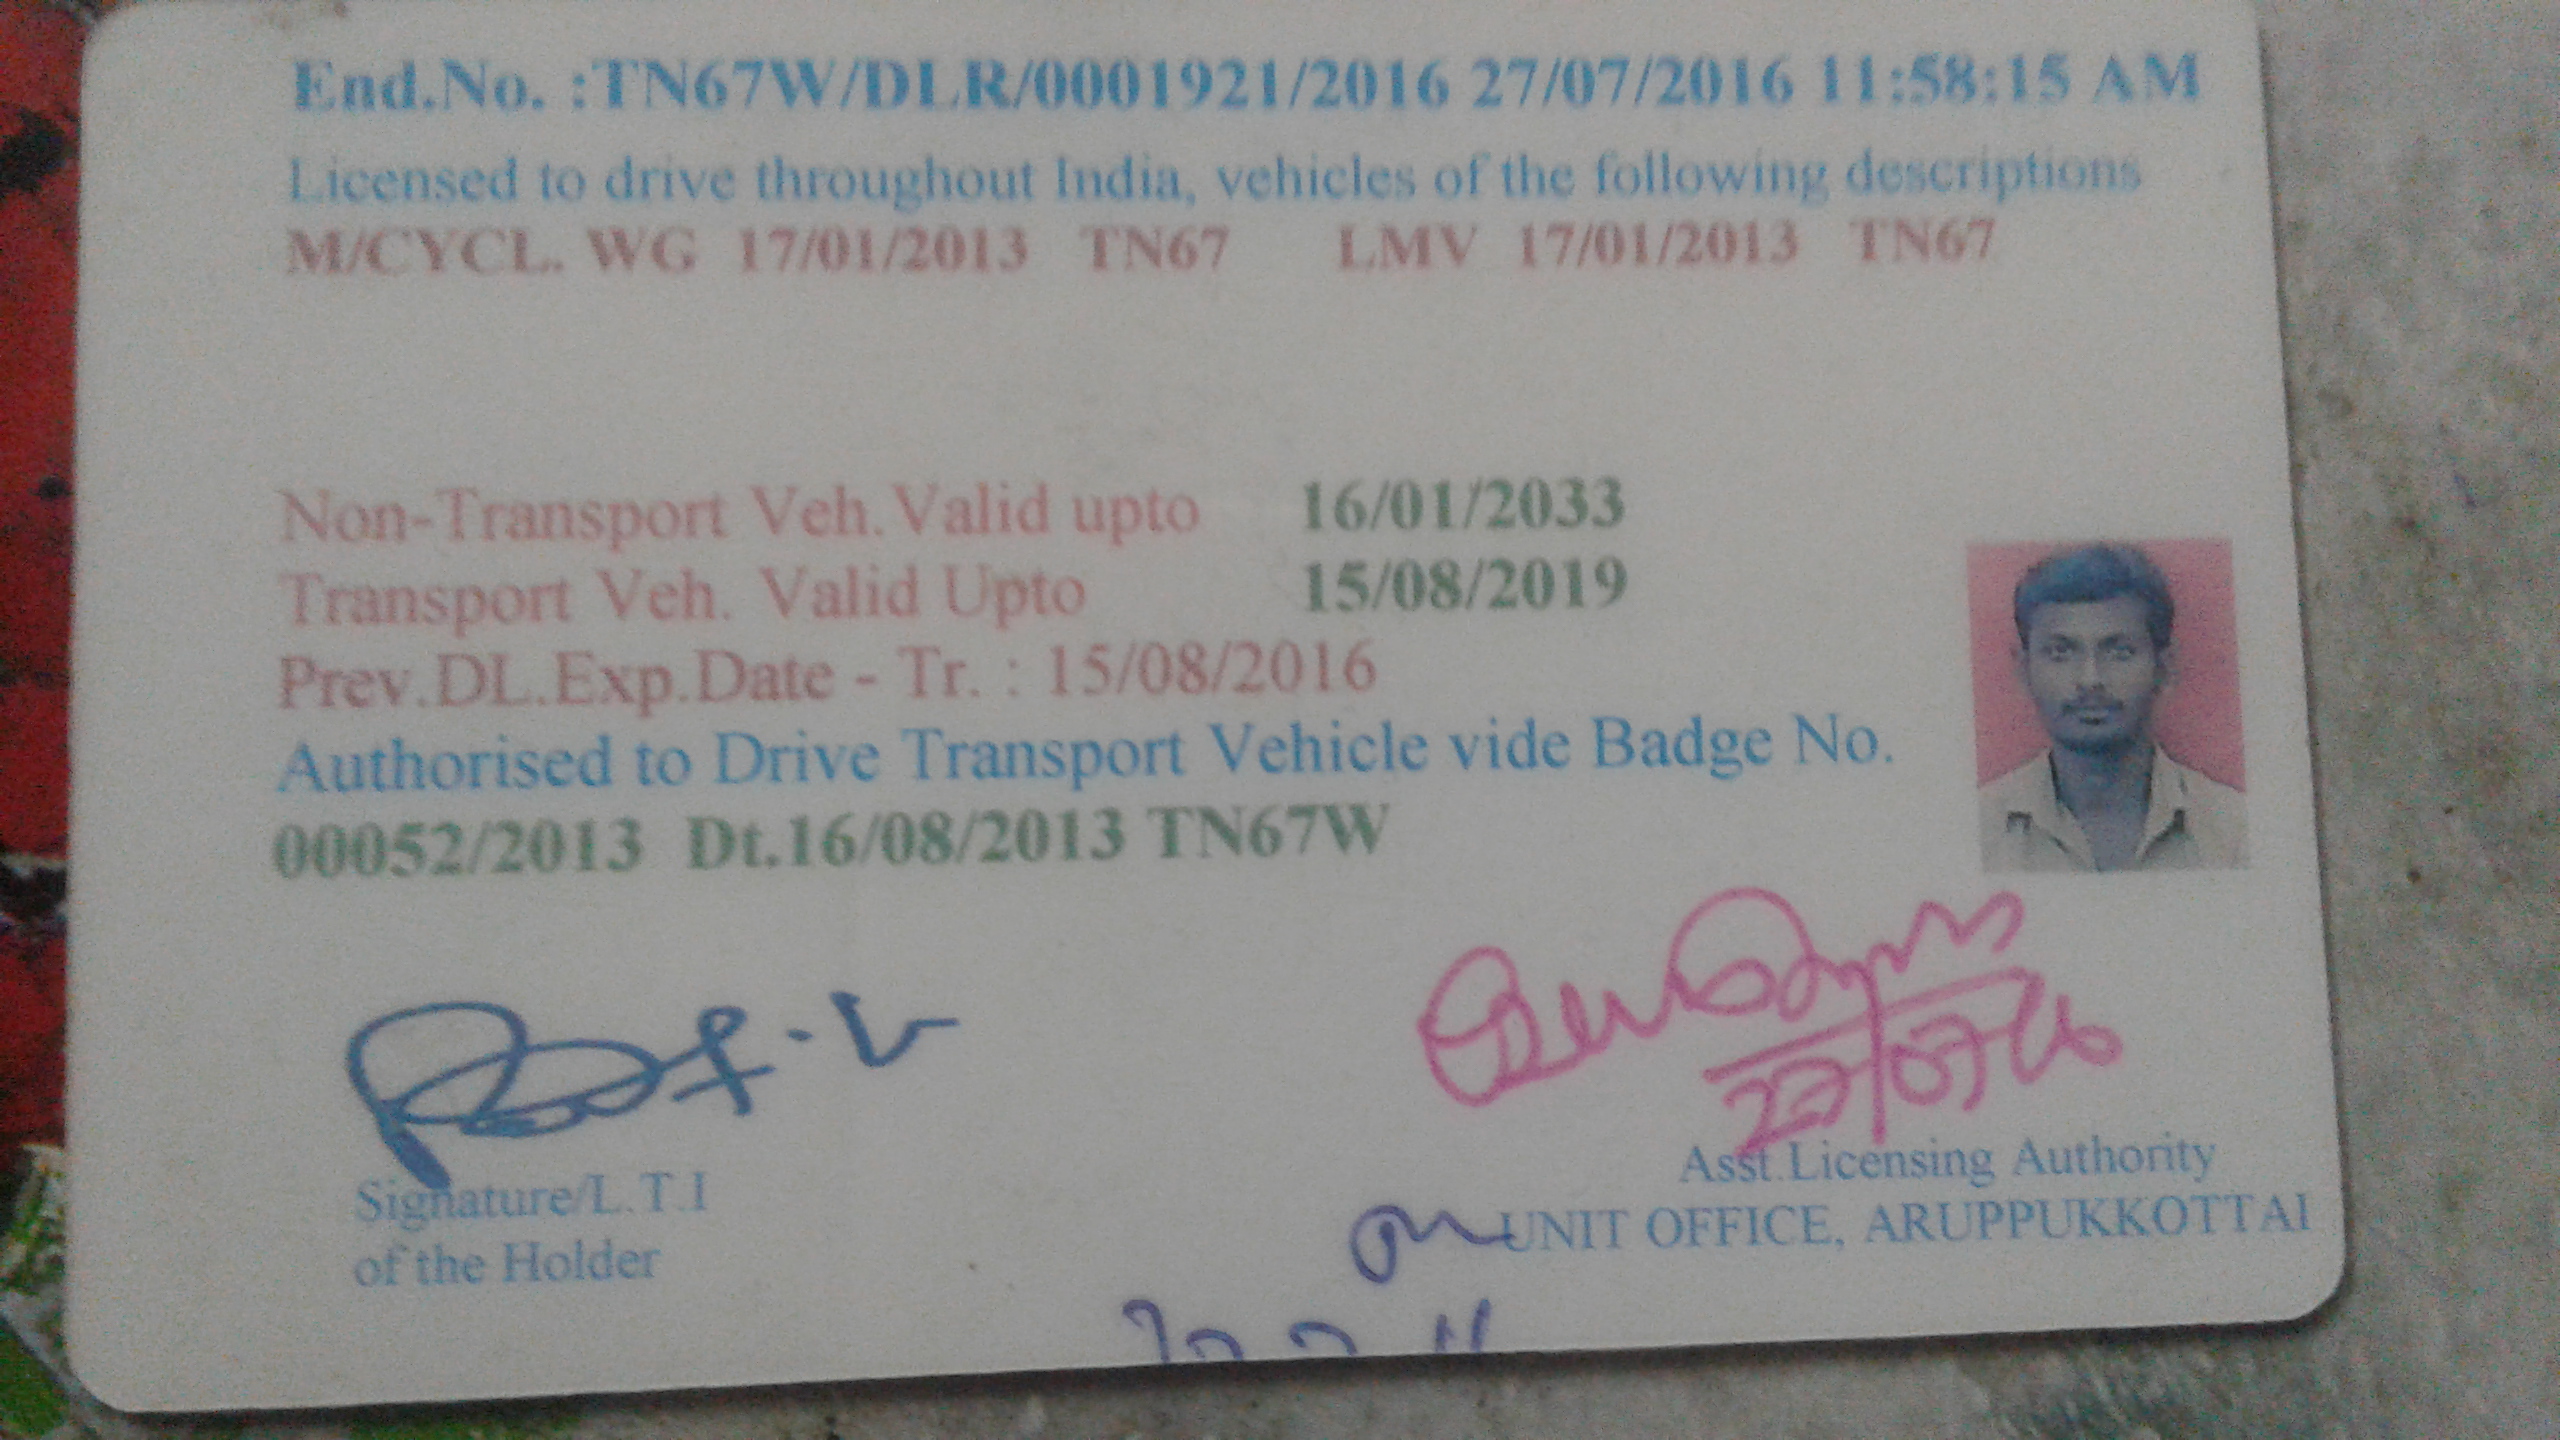 End.No. :TN67W/DLR/0001921/2016 27/07/2016 11:58:15 AM
Licensed to drive throughout India, vehicles of the following descriptions
M/CYCL. WG 17/01/2013 TN67 LMV 17/01/2013 TN67
Non-Transport Veh.Valid upto 16/01/2033
Transport Veh. Valid Upto 15/08/2019
Prev.DL.Exp.Date - Tr. : 15/08/2016
Authorised to Drive Transport Vehicle vide Badge No.
00052/2013 Dt.16/08/2013 TN67W
Signature/L.T.I
of the Holder
Asst.Licensing Authority
UNIT OFFICE, ARUPPUKKOTTAI